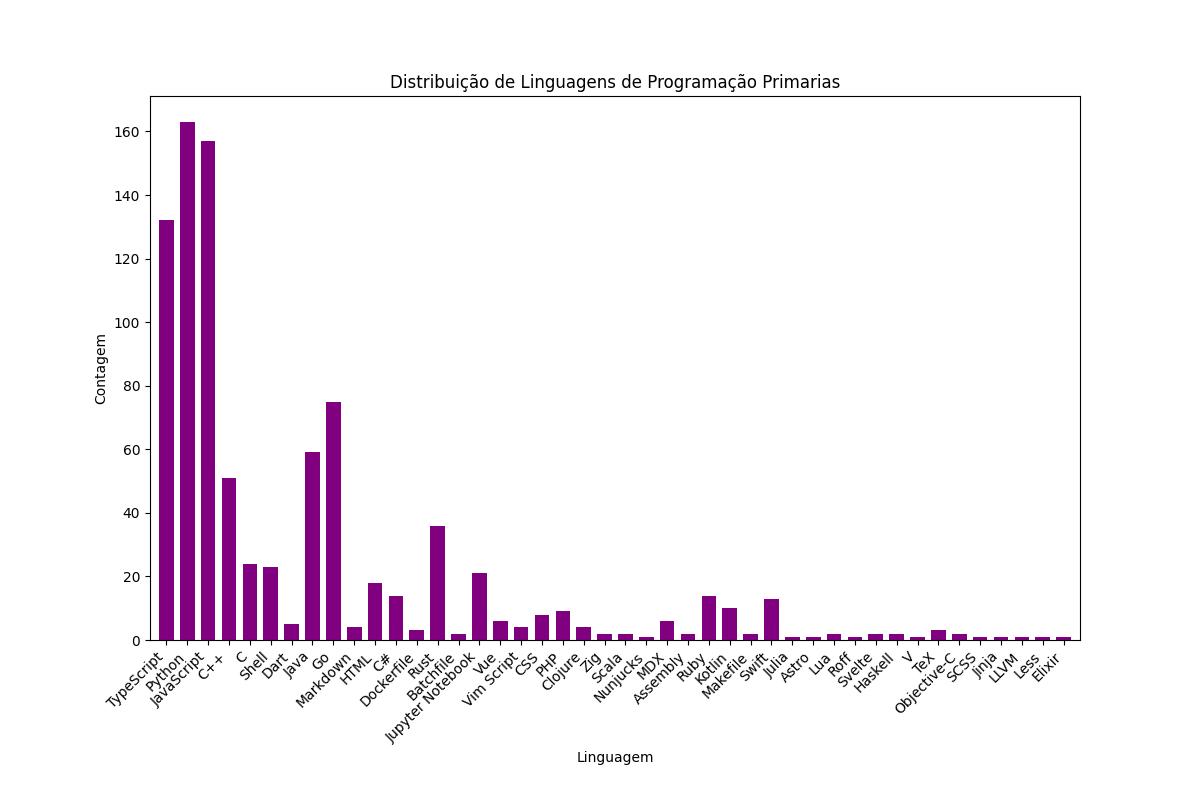 Distribuição de Linguagens de Programação Primarias
Contagem
160
140
120
100
80
60
40
20
0
TypeScript
Python
JavaScript
C++
C
Shell
Dart
Java
Go
Markdown
HTML
C#
Dockerfile
Rust
Batchfile
Jupyter Notebook
Vue
Vim Script
CSS
PHP
Clojure
Zig
Scala
Nunjucks
MDX
Assembly
Ruby
Kotlin
Makefile
Swift
Julia
Astro
Lua
Roff
Svelte
Haskell
V
TeX
Objective-C
SCSS
Jinja
LLVM
Less
Elixir
Linguagem